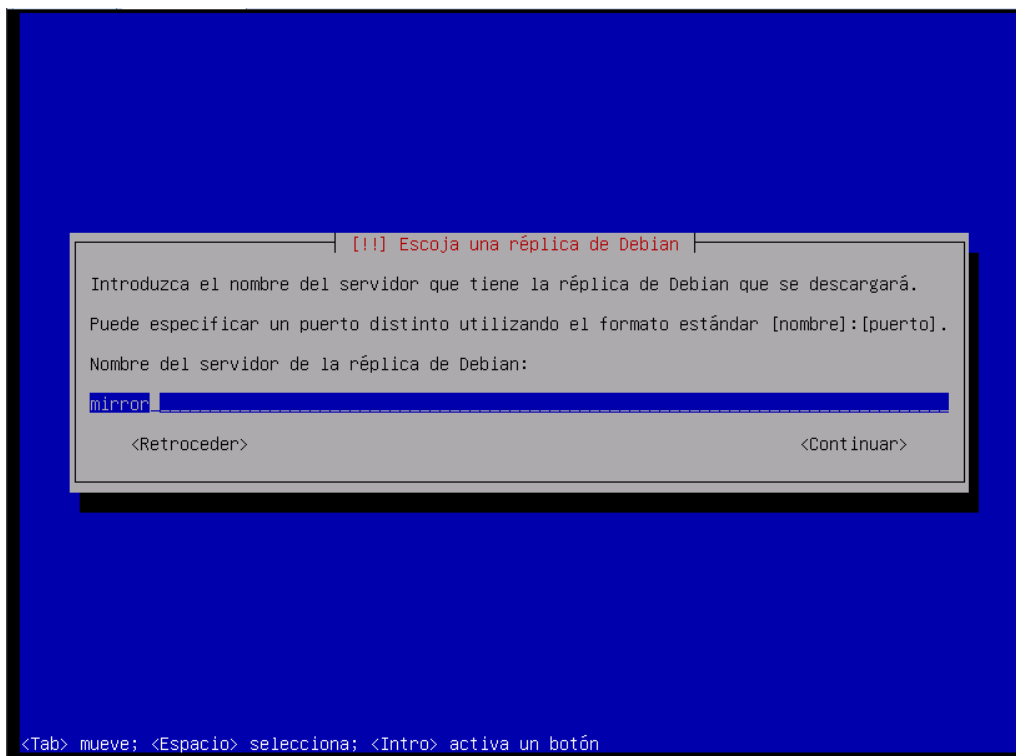 [!!] Escoja una réplica de Debian
Introduzca el nombre del servidor que tiene la réplica de Debian que se descargará.
Puede especificar un puerto distinto utilizando el formato estándar [nombre]:[puerto].
Nombre del servidor de la réplica de Debian:
mirror
<Retroceder> <Continuar>
<Tab> mueve; <Espacio> selecciona; <Intro> activa un botón